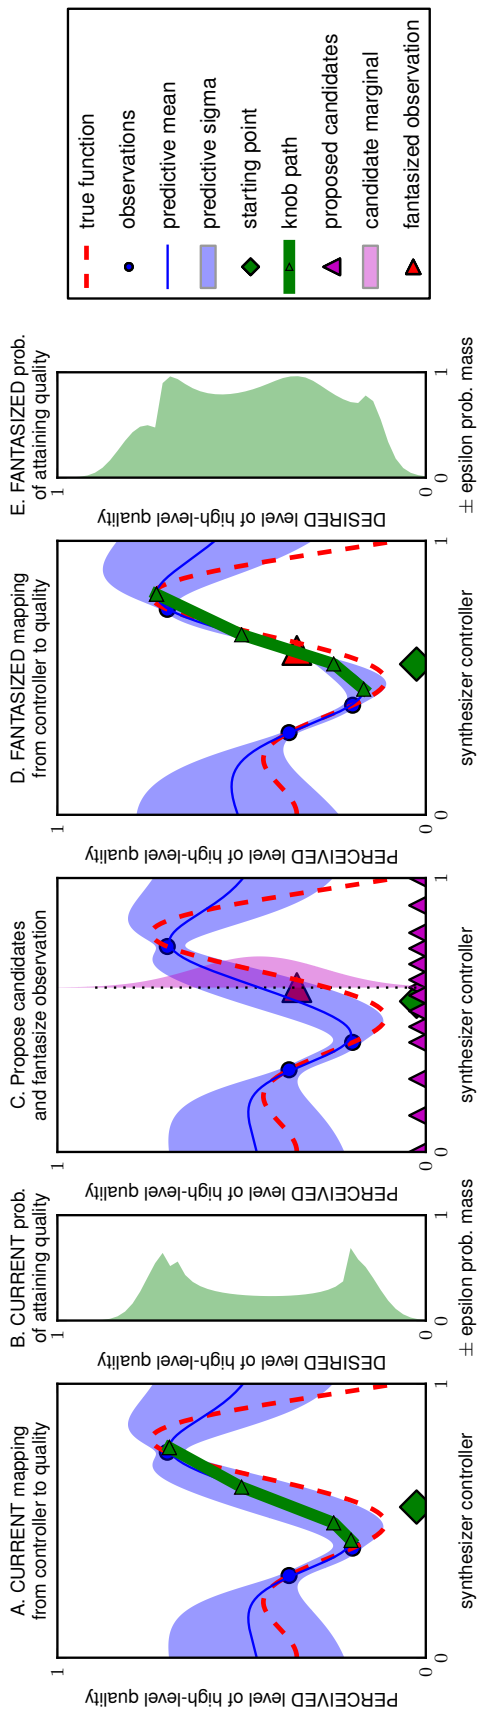 A. CURRENT mapping
from controller to quality
PERCEIVED level of high-level quality
1
0
0
1
synthesizer controller
B. CURRENT prob.
of attaining quality
DESIRED level of high-level quality
1
0
0
1
± epsilon prob. mass
C. Propose candidates
and fantasize observation
PERCEIVED level of high-level quality
1
0
0
1
synthesizer controller
D. FANTASIZED mapping
from controller to quality
PERCEIVED level of high-level quality
1
0
0
1
synthesizer controller
E. FANTASIZED prob.
of attaining quality
DESIRED level of high-level quality
1
0
0
1
± epsilon prob. mass
true function
observations
predictive mean
predictive sigma
starting point
knob path
proposed candidates
candidate marginal
fantasized observation